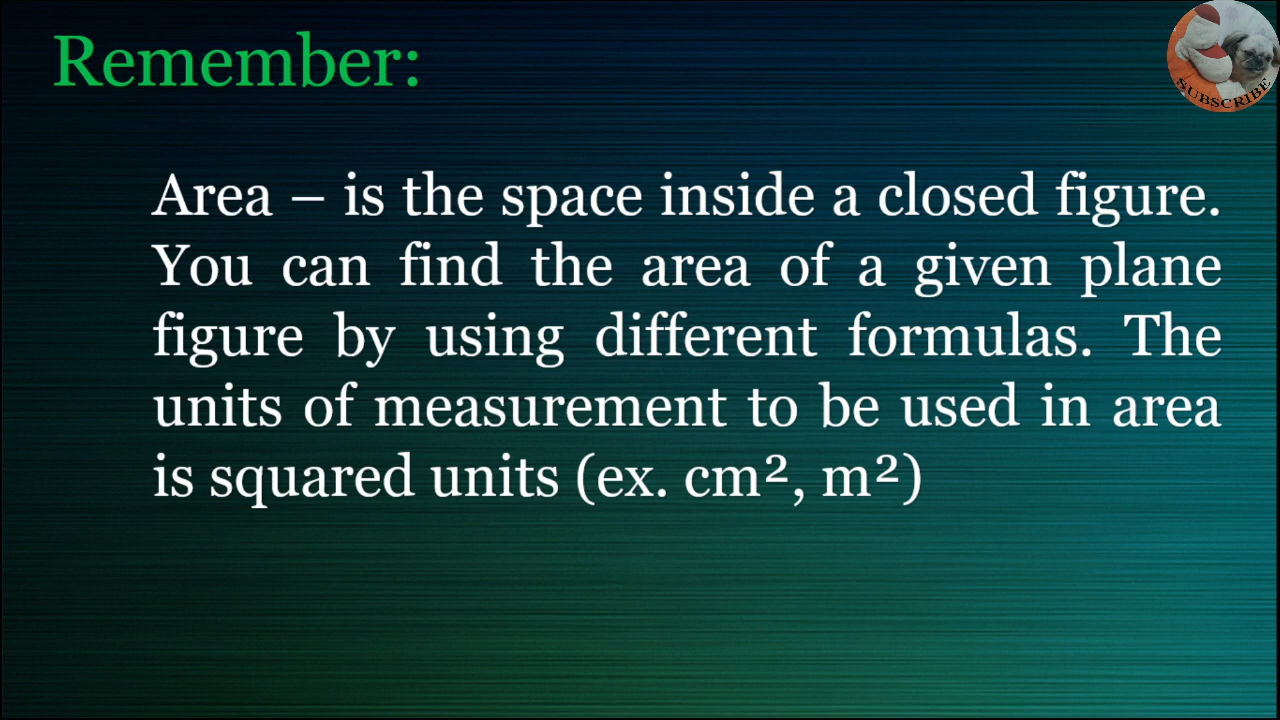 Remember:
SUBSCRIBE
Area – is the space inside a closed figure.
You can find the area of a given plane
figure by using different formulas. The
units of measurement to be used in area
is squared units (ex. cm², m²)